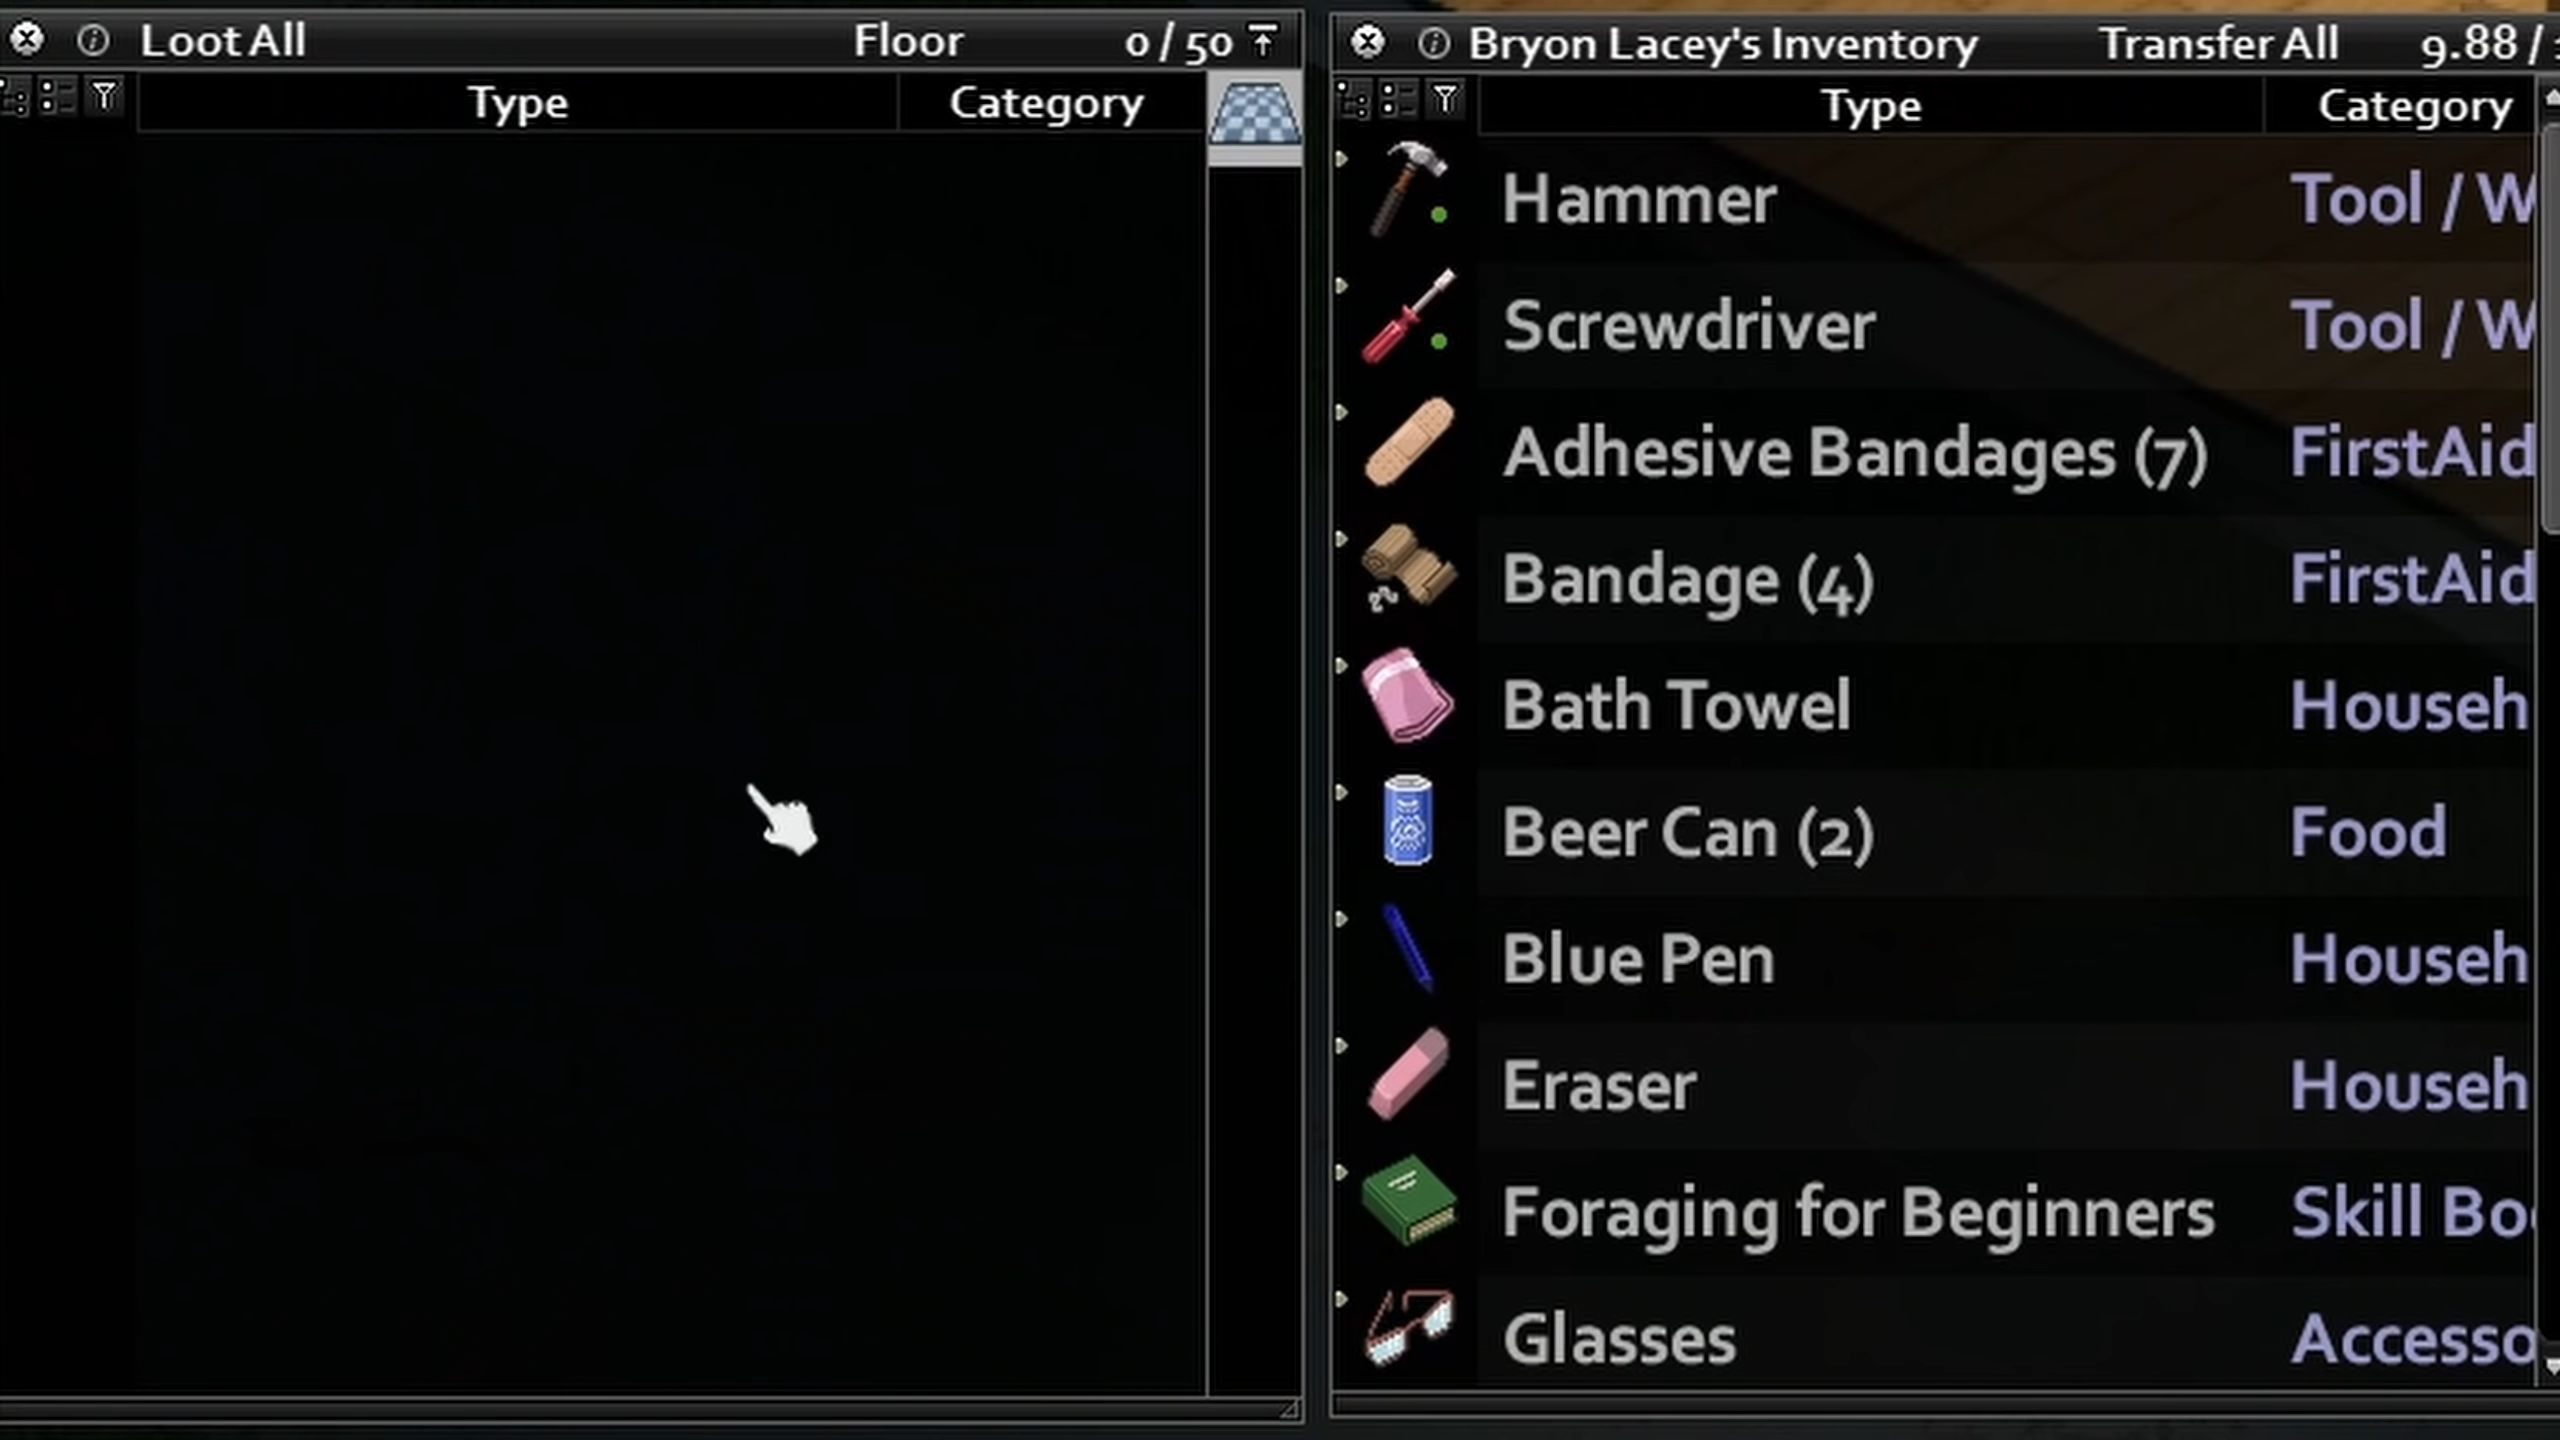 Loot All Floor 0 / 50
Type Category
Bryon Lacey's Inventory Transfer All 9.88 /
Type Category
Hammer Tool / W
Screwdriver Tool / W
Adhesive Bandages (7) FirstAid
Bandage (4) FirstAid
Bath Towel Househ
Beer Can (2) Food
Blue Pen Househ
Eraser Househ
Foraging for Beginners Skill Bo
Glasses Accesso